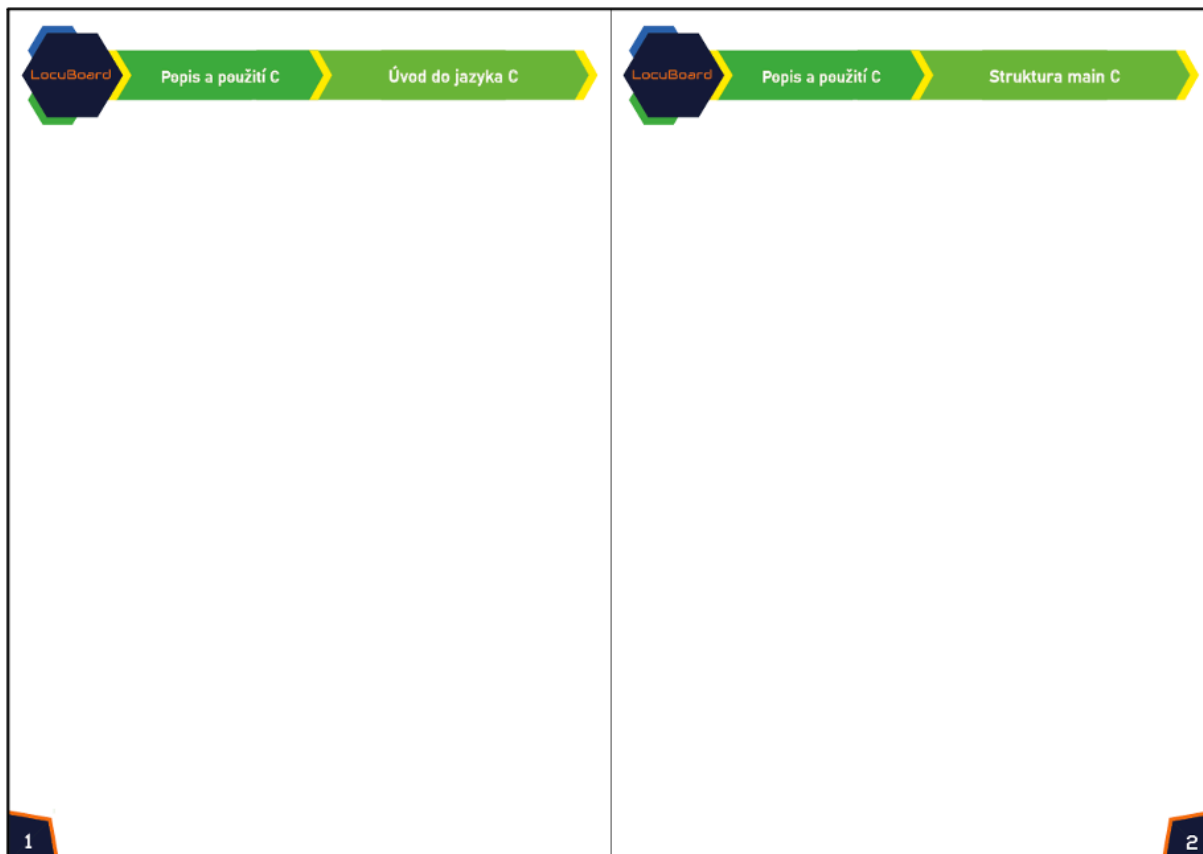 LocuBoard
Popis a použití C
Úvod do jazyka C
1
LocuBoard
Popis a použití C
Struktura main C
2